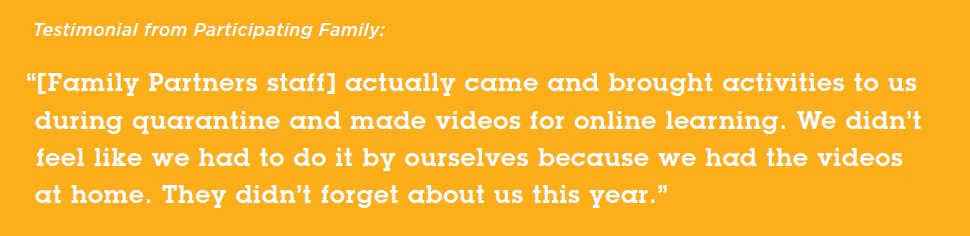 Testimonial from Participating Family:
“[Family Partners staff] actually came and brought activities to us
during quarantine and made videos for online learning. We didn’t
feel like we had to do it by ourselves because we had the videos
at home. They didn’t forget about us this year.”